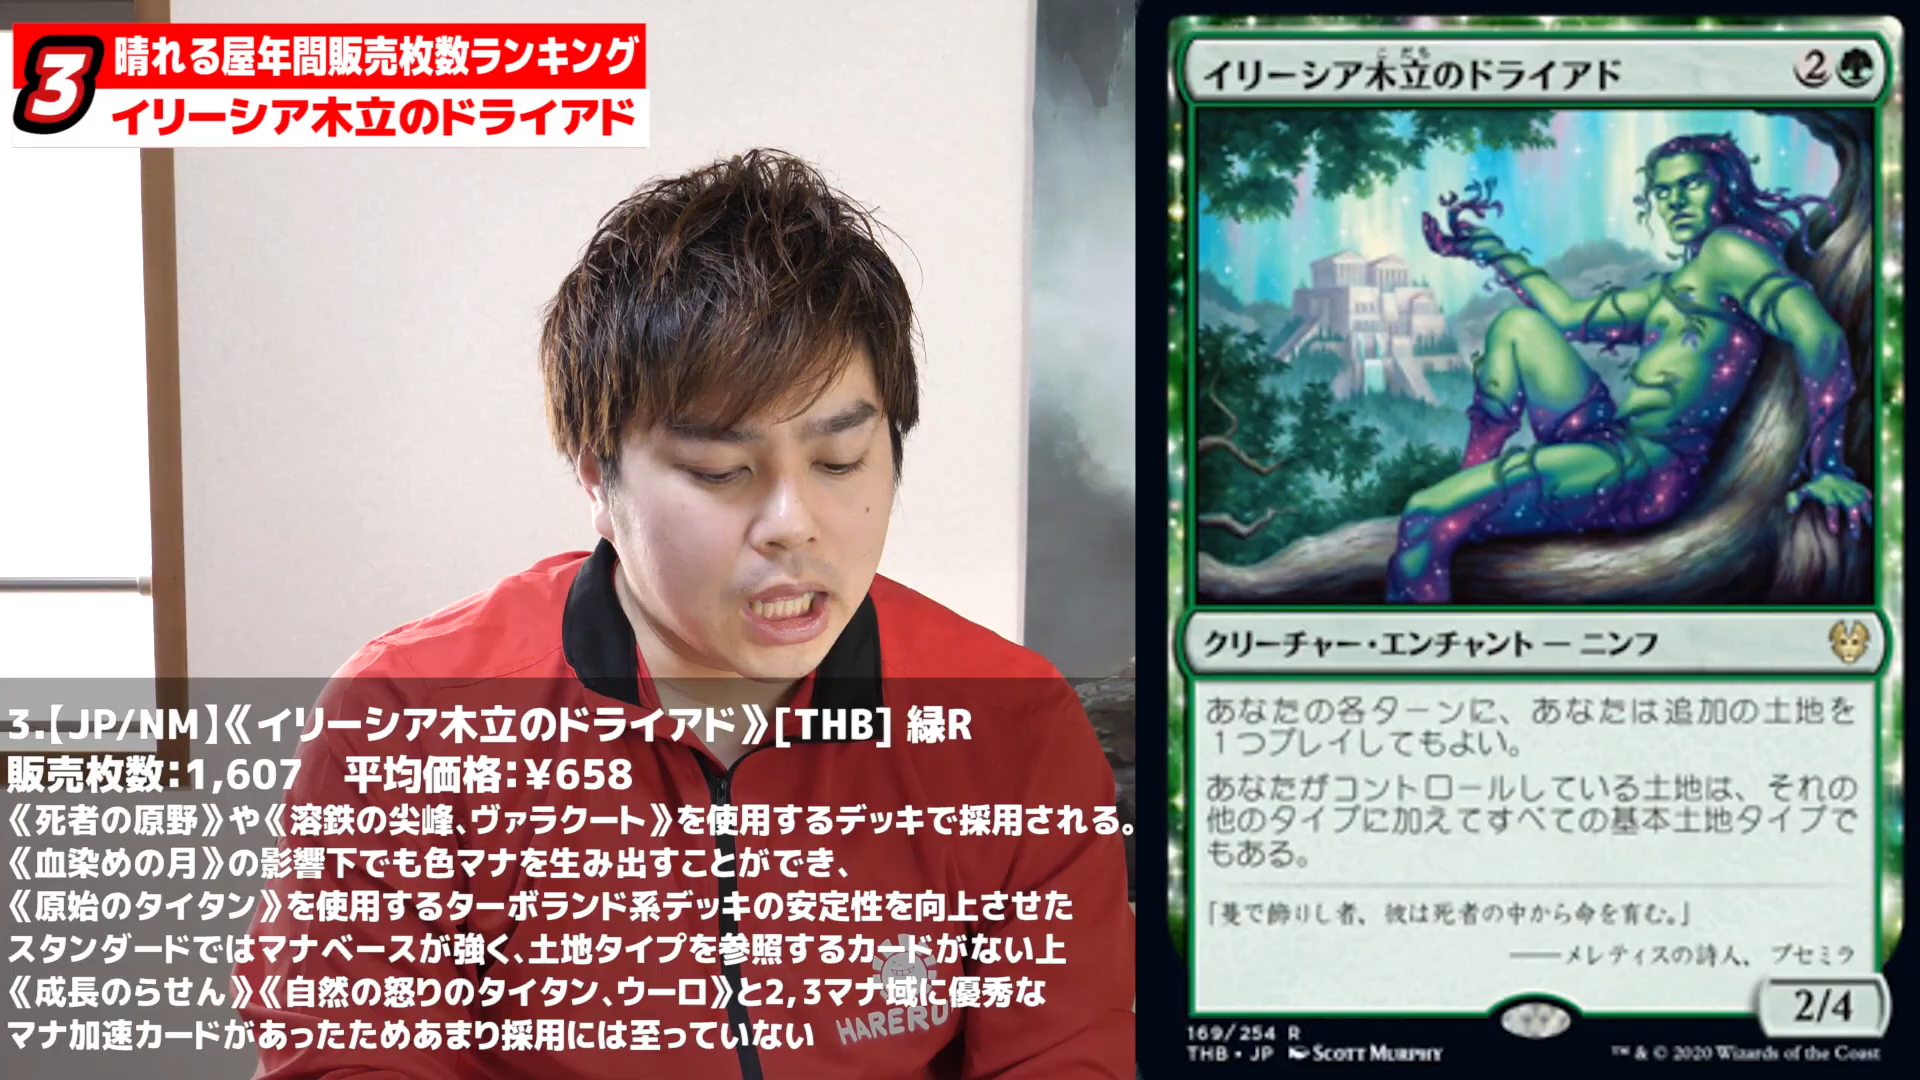 3
晴れる屋年間販売枚数ランキング
イリーシア木立のドライアド
3.【JP/NM】《イリーシア木立のドライアド》[THB] 緑R
販売枚数:1,607 平均価格:¥658
《死者の原野》や《溶鉄の尖峰、ヴァラクート》を使用するデッキで採用される。
《血染めの月》の影響下でも色マナを生み出すことができ、
《原始のタイタン》を使用するターボランド系デッキの安定性を向上させた
スタンダードではマナベースが強く、土地タイプを参照するカードがない上
《成長のらせん》《自然の怒りのタイタン、ウーロ》と2,3マナ域に優秀な
マナ加速カードがあったためあまり採用には至っていない
HARERU
こだち
イリーシア木立のドライアド 2
クリーチャー・エンチャント — ニンフ
あなたの各ターンに、あなたは追加の土地を
1つプレイしてもよい。
あなたがコントロールしている土地は、それの
他のタイプに加えてすべての基本土地タイプで
もある。
「蔓で飾りし者、彼は死者の中から命を育む。」
——メレティスの詩人、プセミラ
2/4
169/254 R
THB・JP SCOTT MURPHY
™ & © 2020 Wizards of the Coast